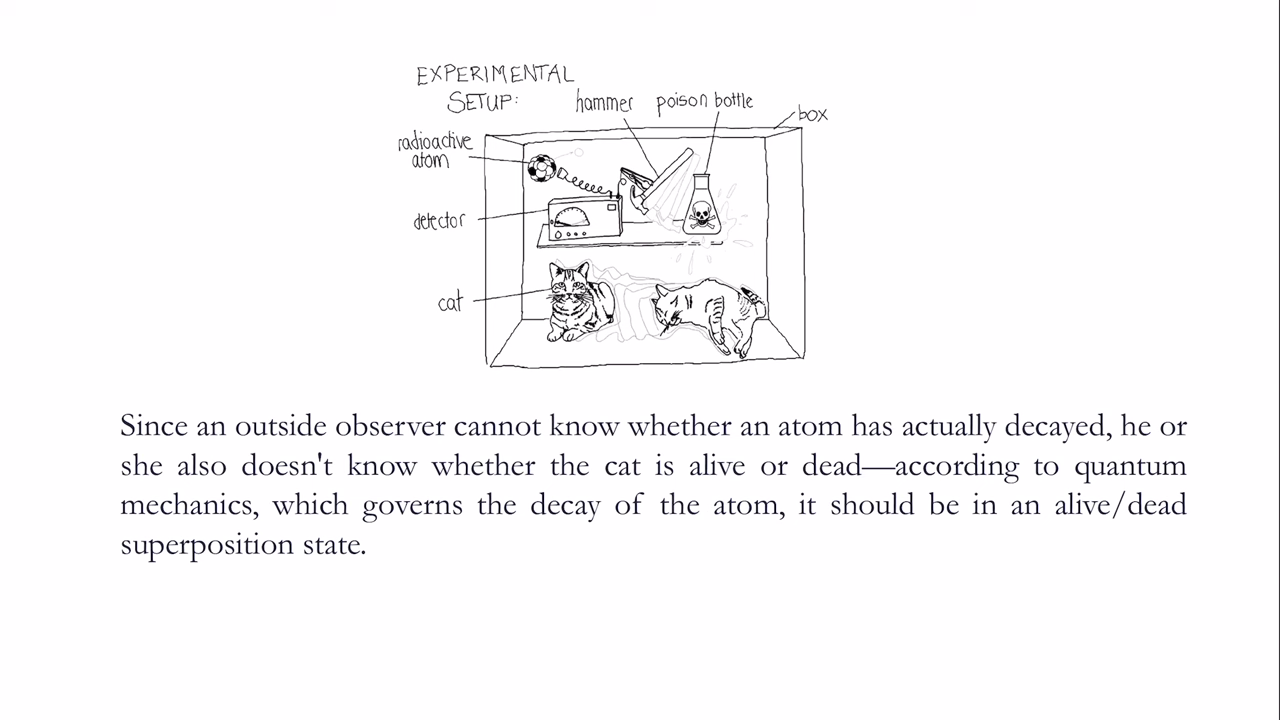 EXPERIMENTAL
SETUP:
hammer
poison bottle
box
radioactive
atom
detector
cat
Since an outside observer cannot know whether an atom has actually decayed, he or
she also doesn't know whether the cat is alive or dead—according to quantum
mechanics, which governs the decay of the atom, it should be in an alive/dead
superposition state.